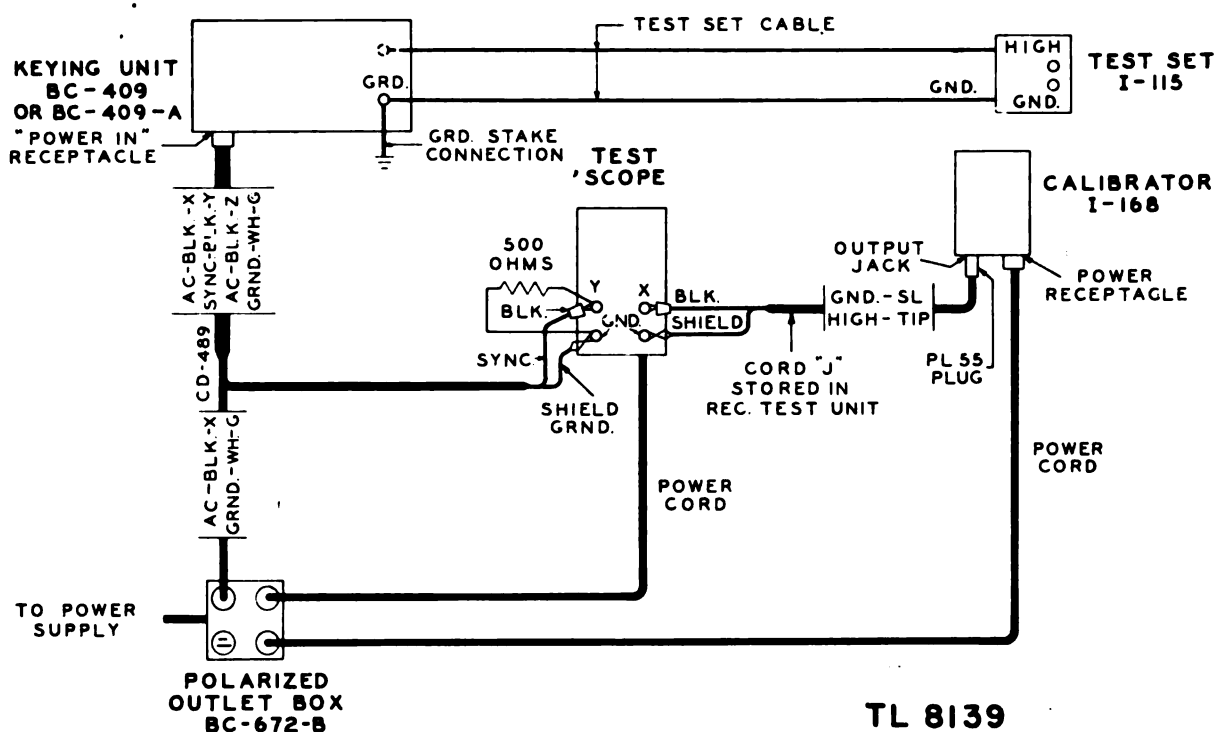 TEST SET CABLE
KEYING UNIT
BC-409
OR BC-409-A
"POWER IN"
RECEPTACLE
GRD.
GRD. STAKE
CONNECTION
HIGH
GND.
GND.
TEST SET
I-115
TEST
'SCOPE
CALIBRATOR
I-168
OUTPUT
JACK
POWER
RECEPTACLE
AC-BLK.-X
SYNC-BLK-Y
AC-BLK-Z
GRND.-WH-G
500
OHMS
Y
X
BLK.
BLK.
GND.
SHIELD
GND.-SL
HIGH-TIP
SYNC.
SHIELD
GRND.
CORD "J"
STORED IN
REC. TEST UNIT
PL 55
PLUG
CD-489
AC-BLK.-X
GRND.-WH-G
POWER
CORD
POWER
CORD
TO POWER
SUPPLY
POLARIZED
OUTLET BOX
BC-672-B
TL 8139